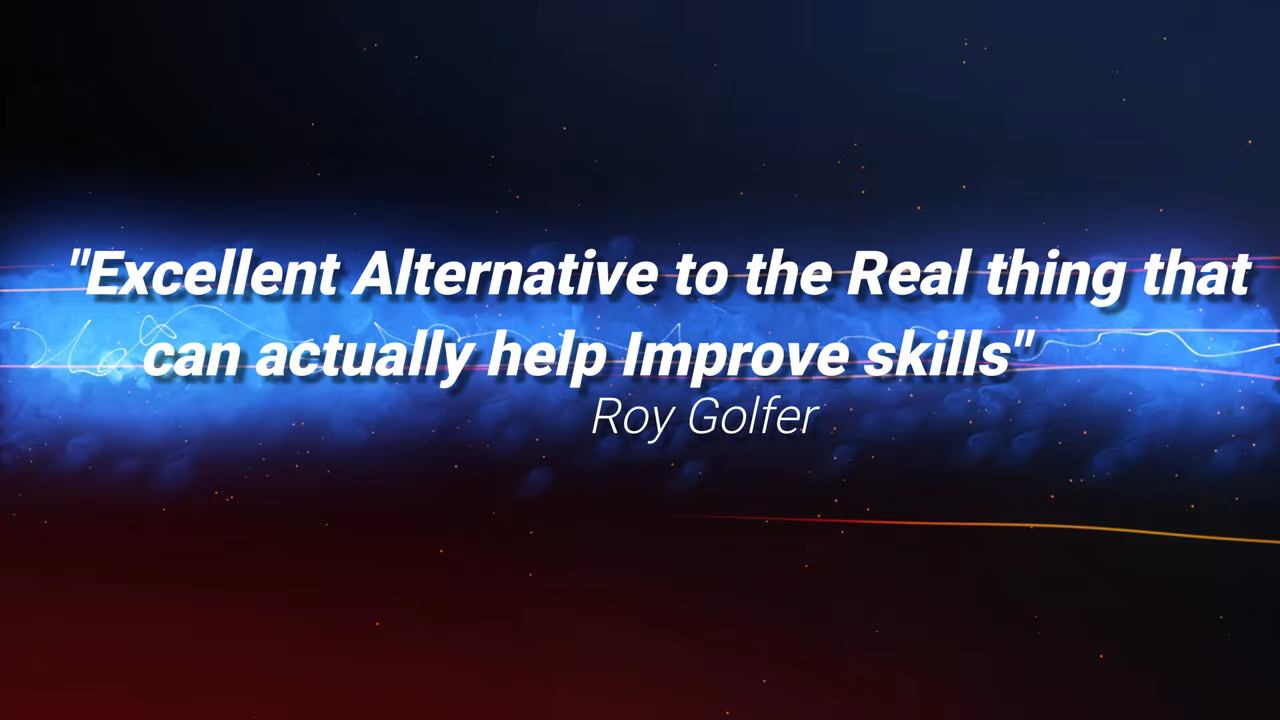 "Excellent Alternative to the Real thing that
can actually help Improve skills"
Roy Golfer